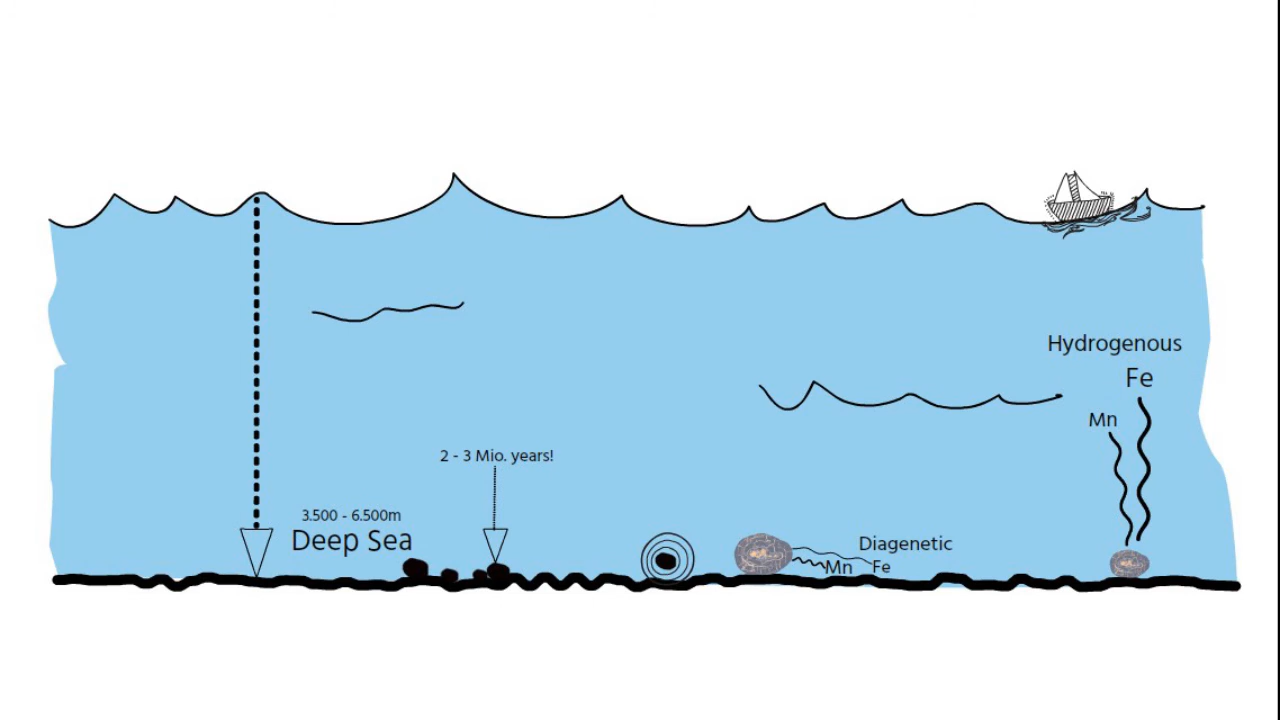 Hydrogenous
Fe
Mn
2 - 3 Mio. years!
3.500 - 6.500m
Deep Sea
Diagenetic
Mn Fe